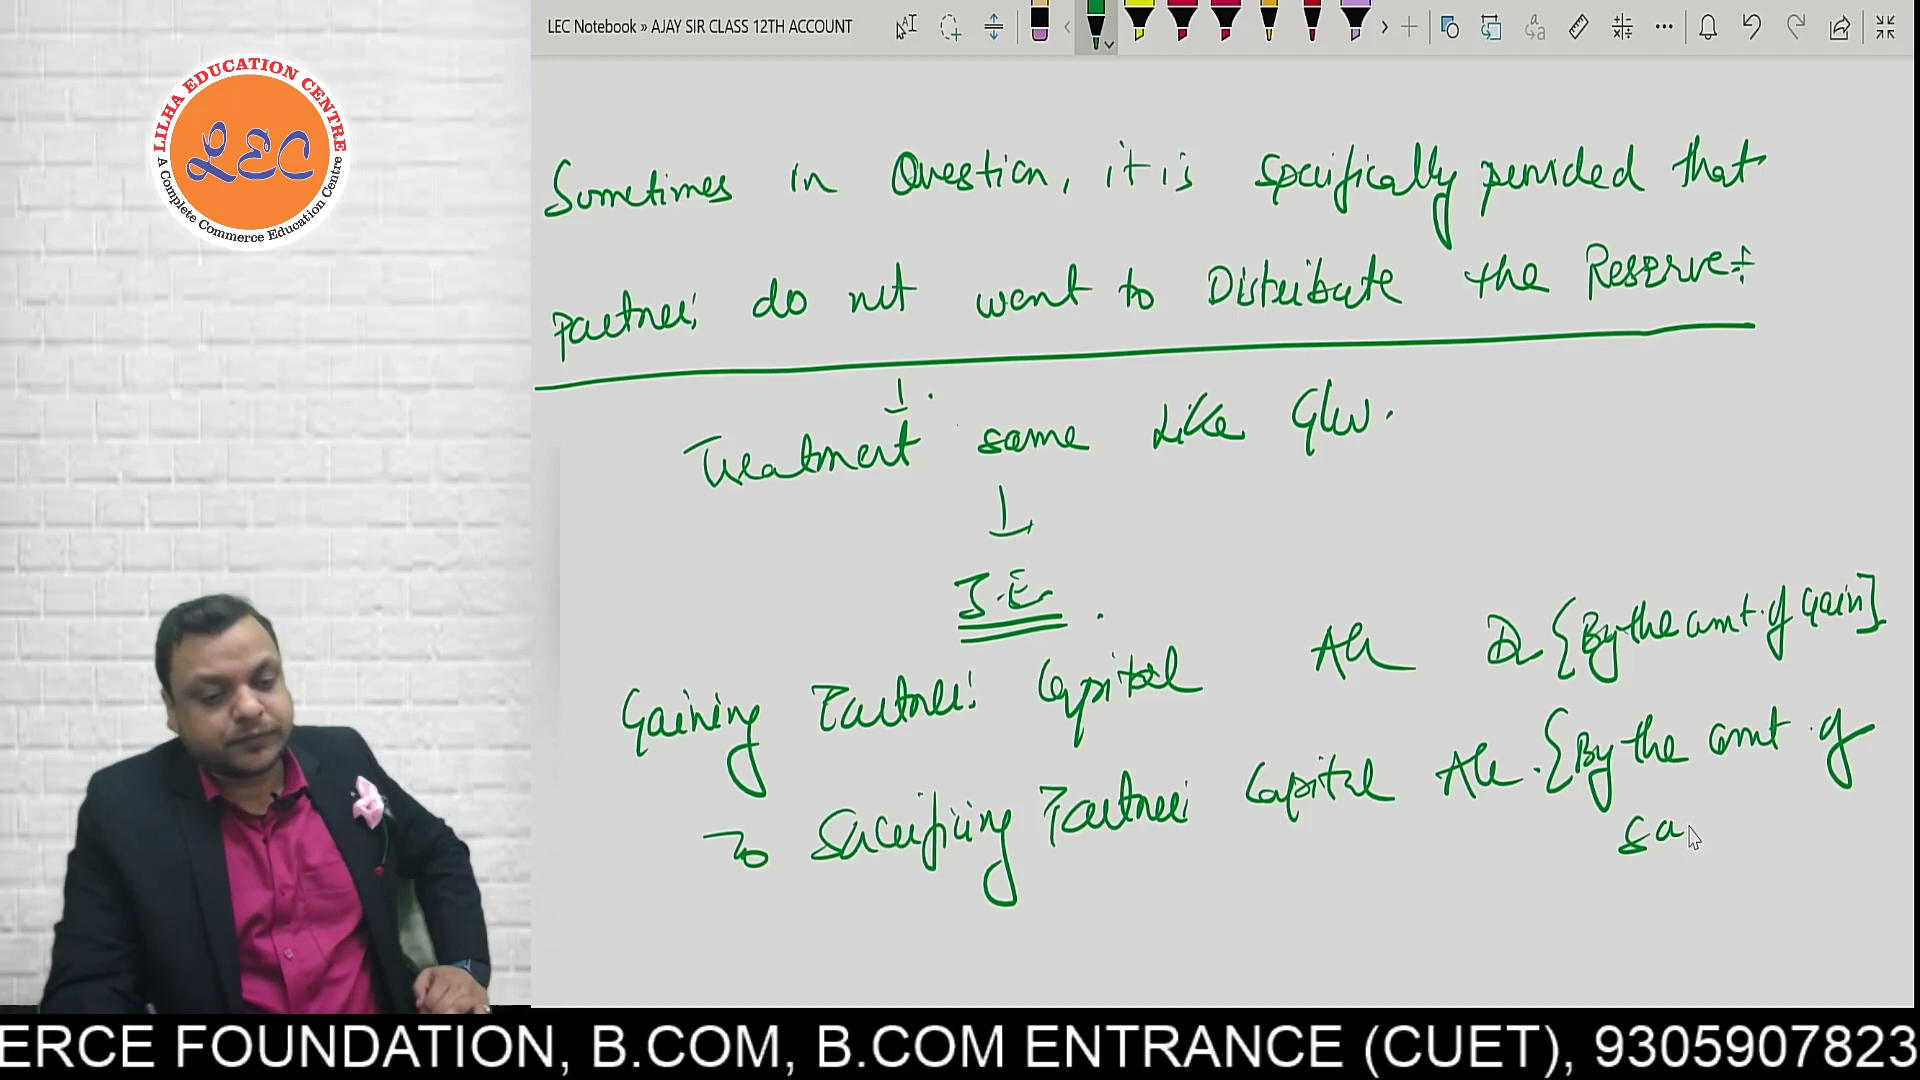 LEC Notebook » AJAY SIR CLASS 12TH ACCOUNT
LILHA EDUCATION CENTRE
LEC
A Complete Commerce Education Centre
Sometimes in Question, it is specifically provided that
Partners do not want to Distribute the Reserve :
Treatment same Like G/w.
J.E.
Gaining Partners' Capital A/c Dr {By the amt. of Gain}
To Sacrificing Partners' Capital A/c. {By the amt. of
sa
ERCE FOUNDATION, B.COM, B.COM ENTRANCE (CUET), 9305907823